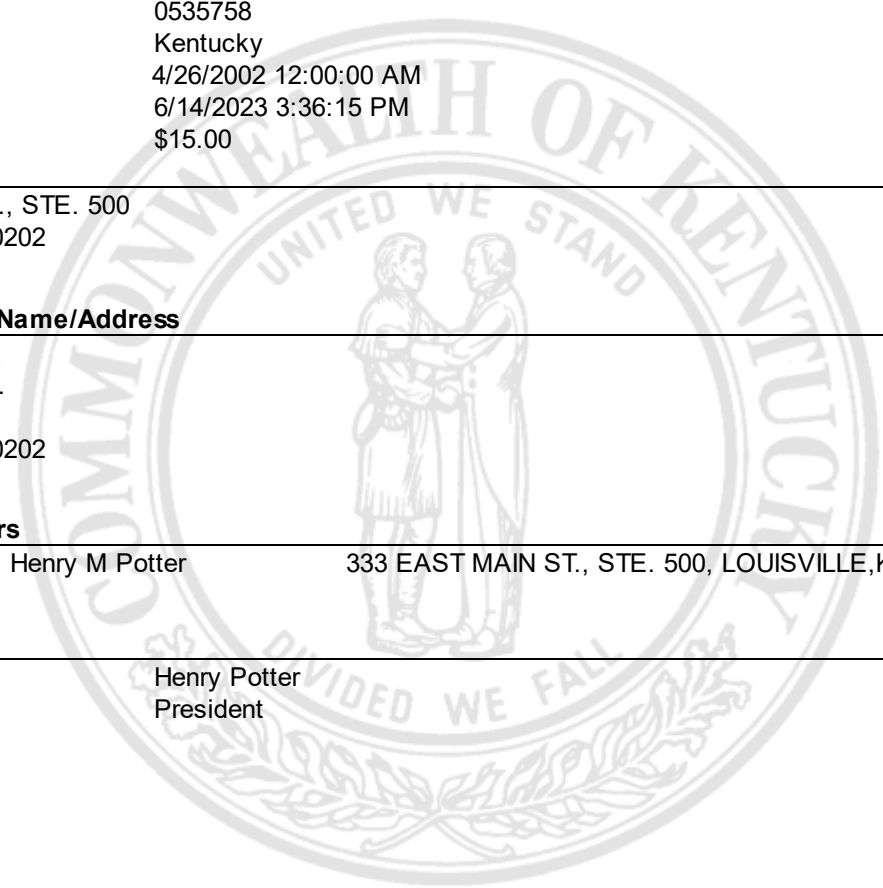 0535758
Kentucky
4/26/2002 12:00:00 AM
6/14/2023 3:36:15 PM
$15.00
., STE. 500
0202
Name/Address
0202
rs
Henry M Potter 333 EAST MAIN ST., STE. 500, LOUISVILLE,K
Henry Potter
President
COMMONWEALTH OF KENTUCKY
UNITED WE STAND
DIVIDED WE FALL